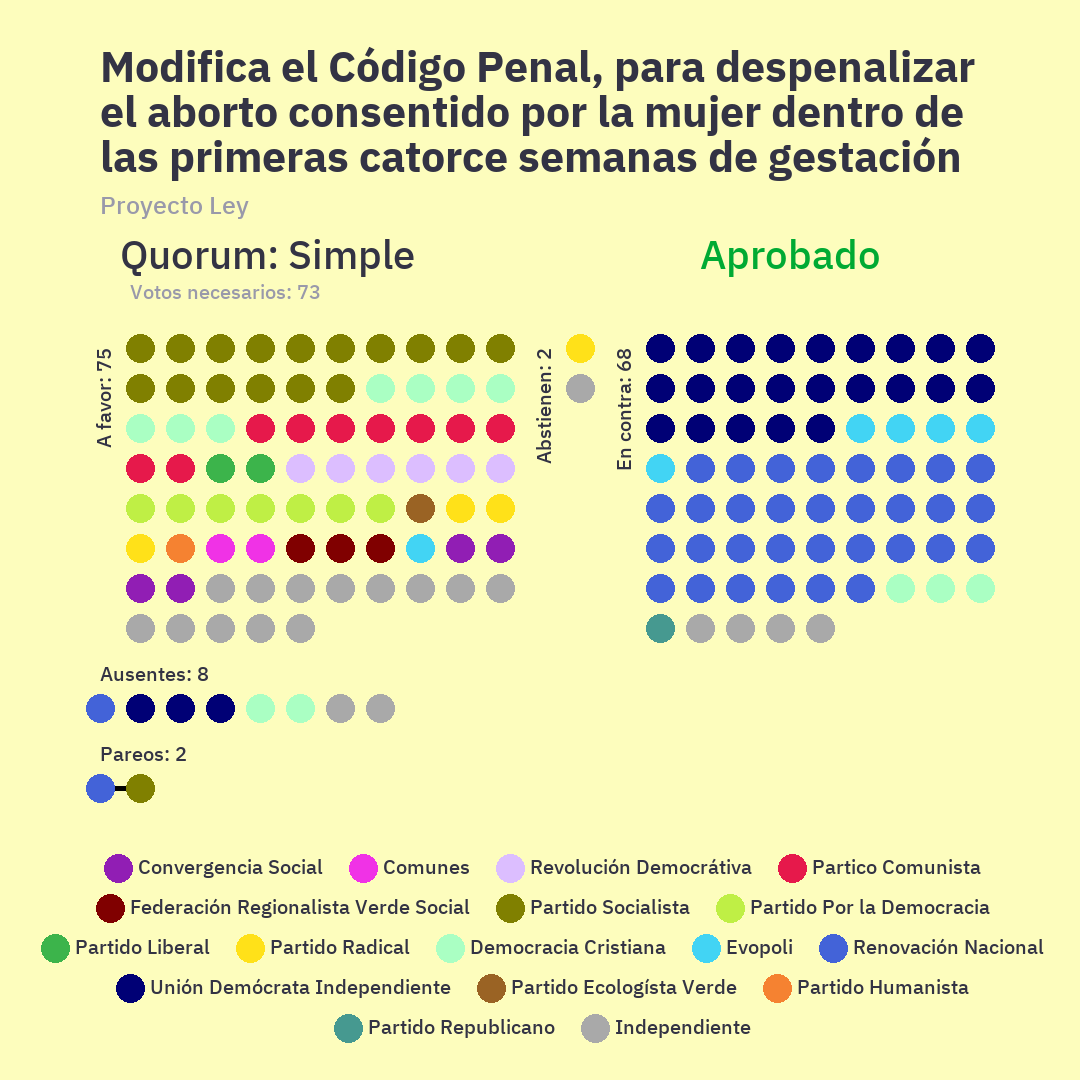 Modifica el Código Penal, para despenalizar
el aborto consentido por la mujer dentro de
las primeras catorce semanas de gestación
Proyecto Ley
Quorum: Simple
Aprobado
Votos necesarios: 73
A favor: 75
Abstienen: 2
En contra: 68
Ausentes: 8
Pareos: 2
Convergencia Social Comunes Revolución Democrátiva Partico Comunista
Federación Regionalista Verde Social Partido Socialista Partido Por la Democracia
Partido Liberal Partido Radical Democracia Cristiana Evopoli Renovación Nacional
Unión Demócrata Independiente Partido Ecologísta Verde Partido Humanista
Partido Republicano Independiente